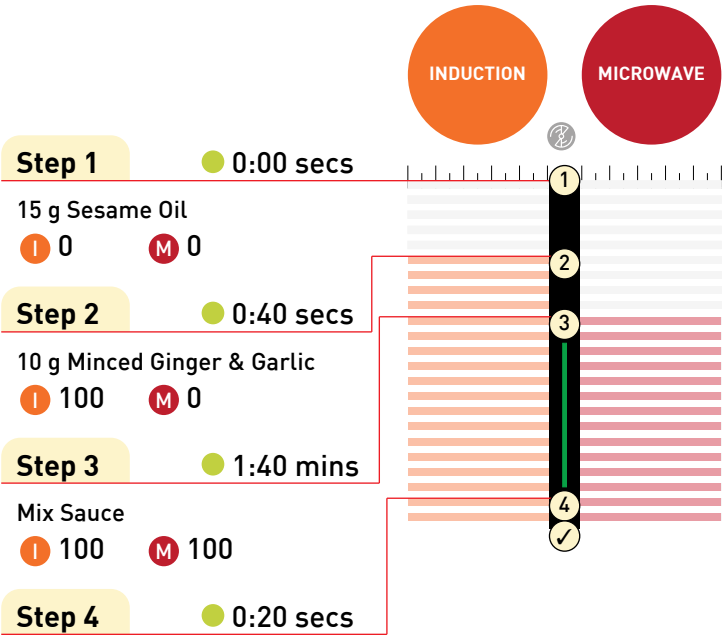 INDUCTION
MICROWAVE
Step 1
0:00 secs
15 g Sesame Oil
I 0
M 0
Step 2
0:40 secs
10 g Minced Ginger & Garlic
I 100
M 0
Step 3
1:40 mins
Mix Sauce
I 100
M 100
Step 4
0:20 secs
1
2
3
4
✓